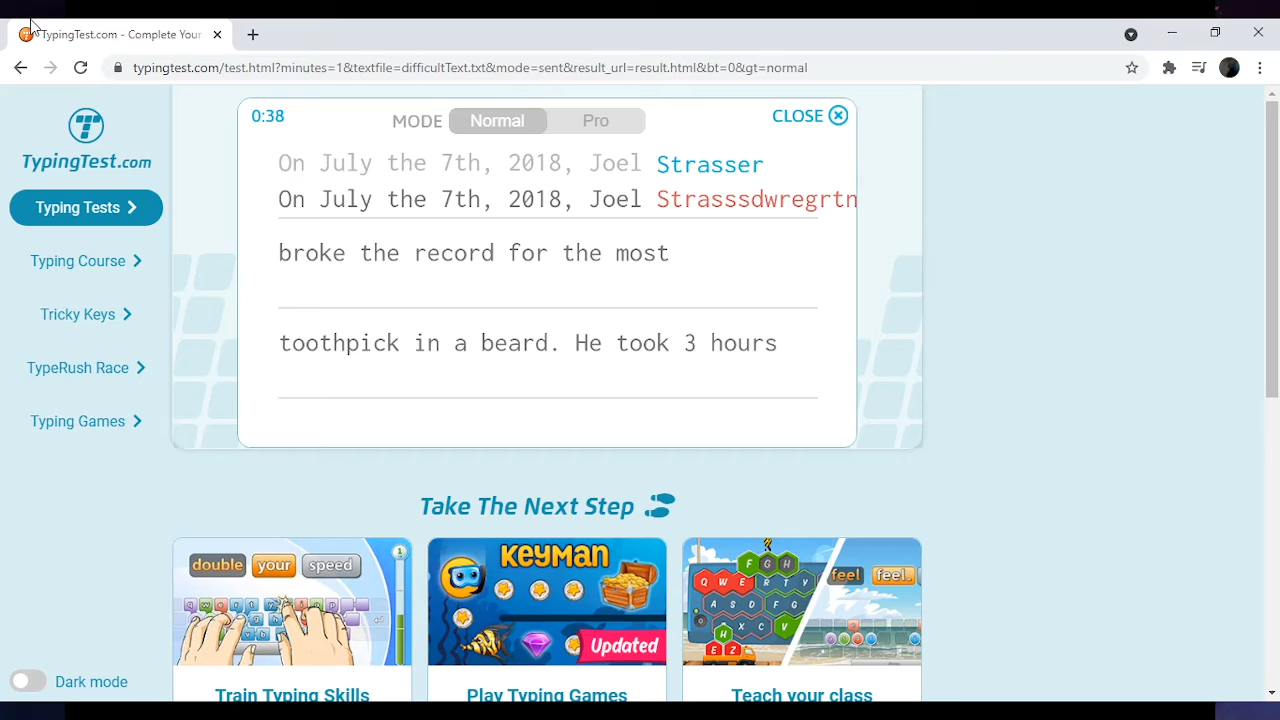 TypingTest.com - Complete Your
typingtest.com/test.html?minutes=1&textfile=difficultText.txt&mode=sent&result_url=result.html&bt=0&gt=normal
TypingTest.com
Typing Tests
Typing Course
Tricky Keys
TypeRush Race
Typing Games
Dark mode
0:38
MODE Normal Pro
CLOSE
On July the 7th, 2018, Joel Strasser
On July the 7th, 2018, Joel Strasssdwregrtn
broke the record for the most
toothpick in a beard. He took 3 hours
Take The Next Step
double your speed
Train Typing Skills
KEYMAN
Updated
Play Typing Games
F G H
Q W E R T Y
A S D F G
X C V
H
E Z
feel feel..
Teach your class